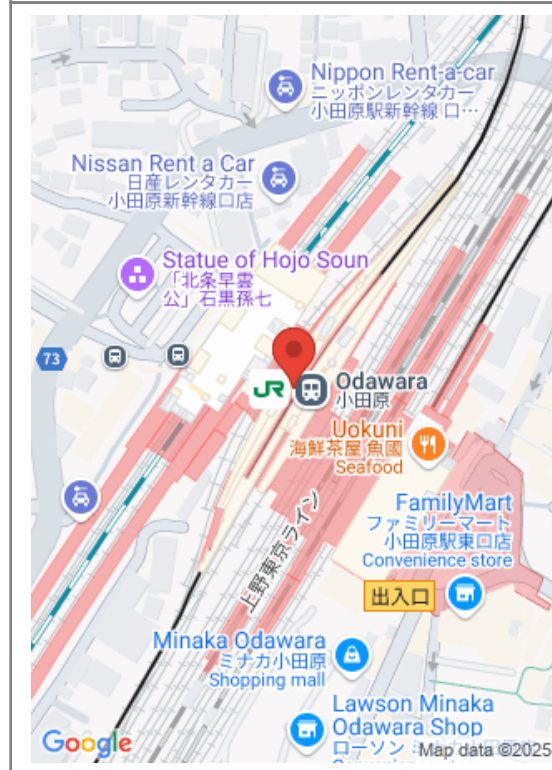 Nippon Rent-a-car
ニッポンレンタカー
小田原駅新幹線 口…
Nissan Rent a Car
日産レンタカー
小田原新幹線口店
Statue of Hojo Soun
「北条早雲
公」石黒孫七
73
JR
Odawara
小田原
Uokuni
海鮮茶屋 魚國
Seafood
上野東京ライン
FamilyMart
ファミリーマート
小田原駅東口店
Convenience store
出入口
Minaka Odawara
ミナカ小田原
Shopping mall
Lawson Minaka
Odawara Shop
ローソン ミナカ小田原
Google
Map data ©2025